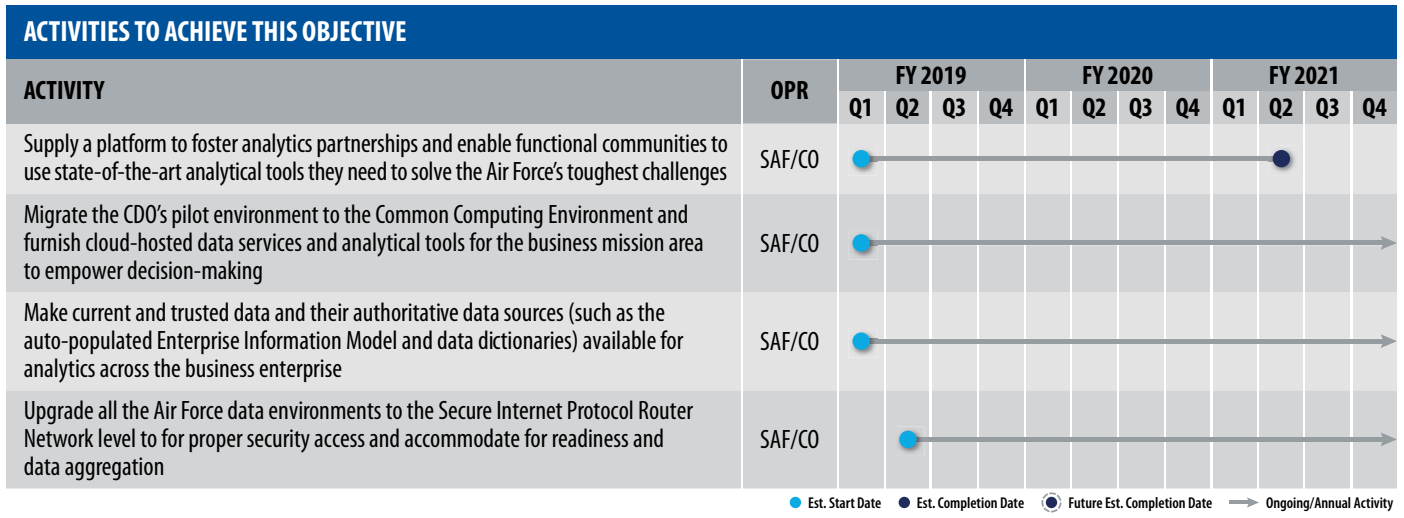 ACTIVITIES TO ACHIEVE THIS OBJECTIVE
ACTIVITY OPR FY 2019 FY 2020 FY 2021
Q1 Q2 Q3 Q4 Q1 Q2 Q3 Q4 Q1 Q2 Q3 Q4
Supply a platform to foster analytics partnerships and enable functional communities to
use state-of-the-art analytical tools they need to solve the Air Force's toughest challenges
SAF/CO
Migrate the CDO's pilot environment to the Common Computing Environment and
furnish cloud-hosted data services and analytical tools for the business mission area
to empower decision-making
SAF/CO
Make current and trusted data and their authoritative data sources (such as the
auto-populated Enterprise Information Model and data dictionaries) available for
analytics across the business enterprise
SAF/CO
Upgrade all the Air Force data environments to the Secure Internet Protocol Router
Network level to for proper security access and accommodate for readiness and
data aggregation
SAF/CO
Est. Start Date Est. Completion Date Future Est. Completion Date Ongoing/Annual Activity